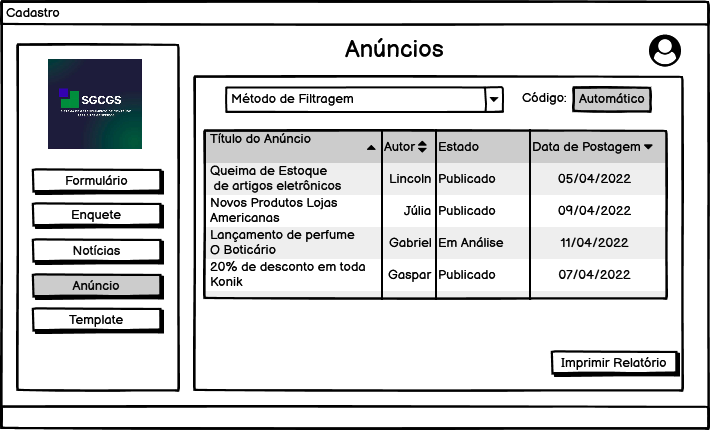 Cadastro
Anúncios
SGCGS
Método de Filtragem
Código:
Automático
Título do Anúncio Autor Estado Data de Postagem
Queima de Estoque
de artigos eletrônicos
Lincoln Publicado 05/04/2022
Novos Produtos Lojas
Americanas
Júlia Publicado 09/04/2022
Lançamento de perfume
O Boticário
Gabriel Em Análise 11/04/2022
20% de desconto em toda
Konik
Gaspar Publicado 07/04/2022
Formulário
Enquete
Notícias
Anúncio
Template
Imprimir Relatório